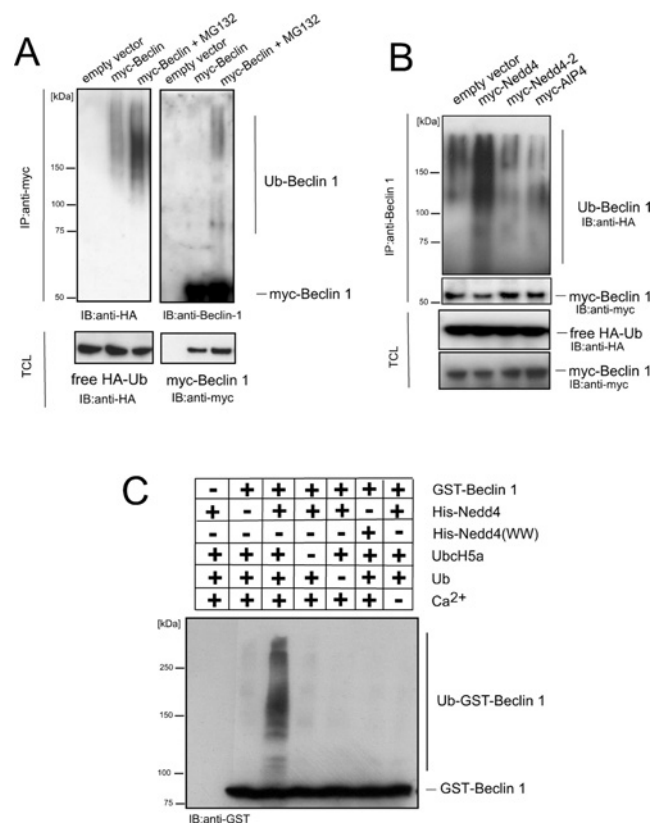 A
empty vector
myc-Beclin
myc-Beclin + MG132
empty vector
myc-Beclin
myc-Beclin + MG132
[kDa]
150
100
75
50
IP:anti-myc
Ub-Beclin 1
myc-Beclin 1
IB:anti-HA
IB:anti-Beclin-1
TCL
free HA-Ub
IB:anti-HA
myc-Beclin 1
IB:anti-myc
B
empty vector
myc-Nedd4
myc-Nedd4-2
myc-AIP4
[kDa]
150
100
75
50
IP:anti-Beclin 1
Ub-Beclin 1
IB:anti-HA
myc-Beclin 1
IB:anti-myc
TCL
free HA-Ub
IB:anti-HA
myc-Beclin 1
IB:anti-myc
C
- + + + + + + GST-Beclin 1
+ - + + + - + His-Nedd4
- - - - - + - His-Nedd4(WW)
+ + + - + + + UbcH5a
+ + + + - + + Ub
+ + + + + + - Ca2+
[kDa]
250
150
100
75
Ub-GST-Beclin 1
GST-Beclin 1
IB:anti-GST